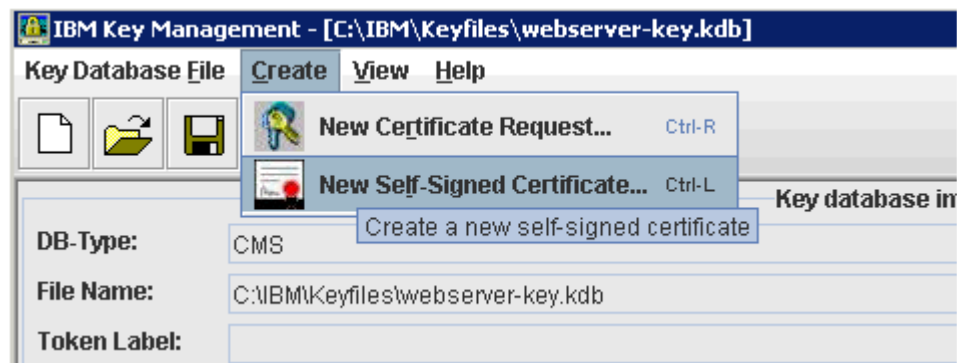 IBM Key Management - [C:\IBM\Keyfiles\webserver-key.kdb]
Key Database File Create View Help
New Certificate Request... Ctrl-R
New Self-Signed Certificate... Ctrl-L
Key database in
Create a new self-signed certificate
DB-Type: CMS
File Name: C:\IBM\Keyfiles\webserver-key.kdb
Token Label: